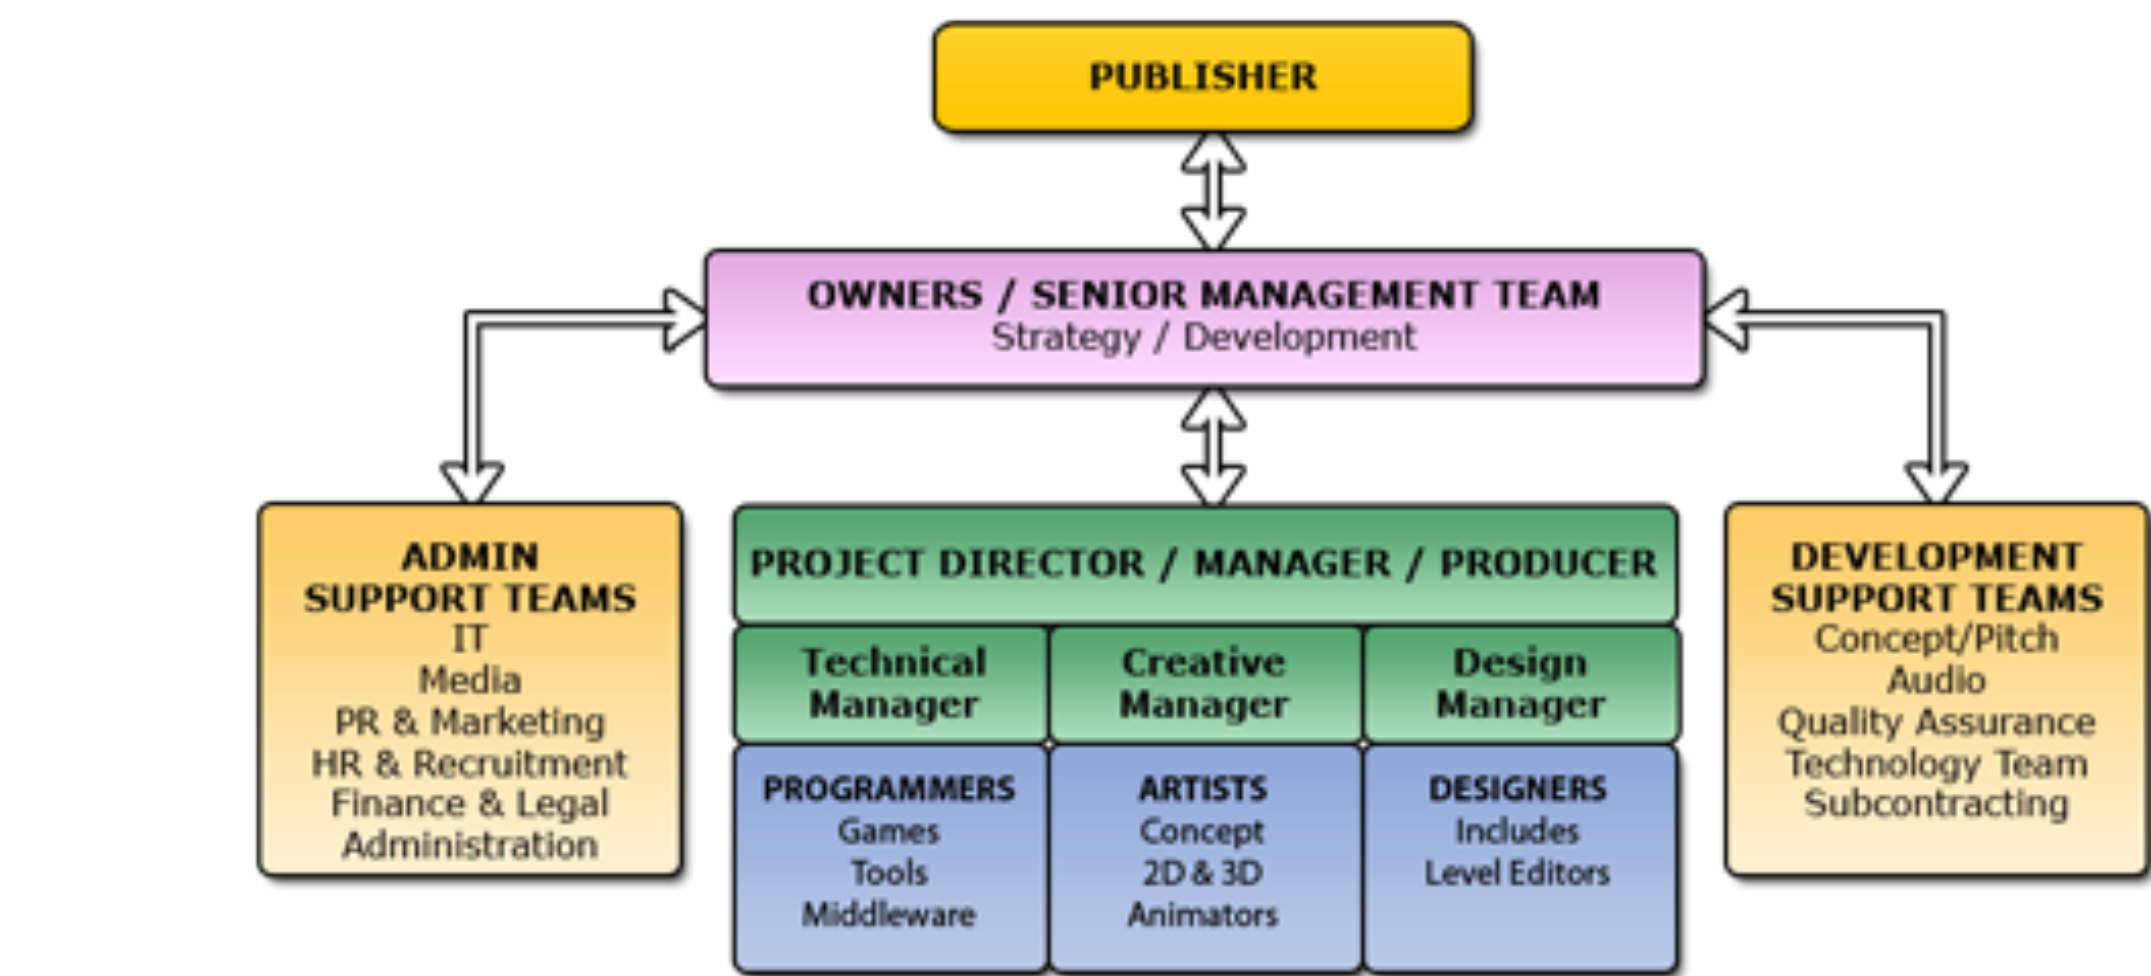 PUBLISHER
OWNERS / SENIOR MANAGEMENT TEAM
Strategy / Development
ADMIN
SUPPORT TEAMS
IT
Media
PR & Marketing
HR & Recruitment
Finance & Legal
Administration
PROJECT DIRECTOR / MANAGER / PRODUCER
Technical
Manager
Creative
Manager
Design
Manager
PROGRAMMERS
Games
Tools
Middleware
ARTISTS
Concept
2D & 3D
Animators
DESIGNERS
Includes
Level Editors
DEVELOPMENT
SUPPORT TEAMS
Concept/Pitch
Audio
Quality Assurance
Technology Team
Subcontracting